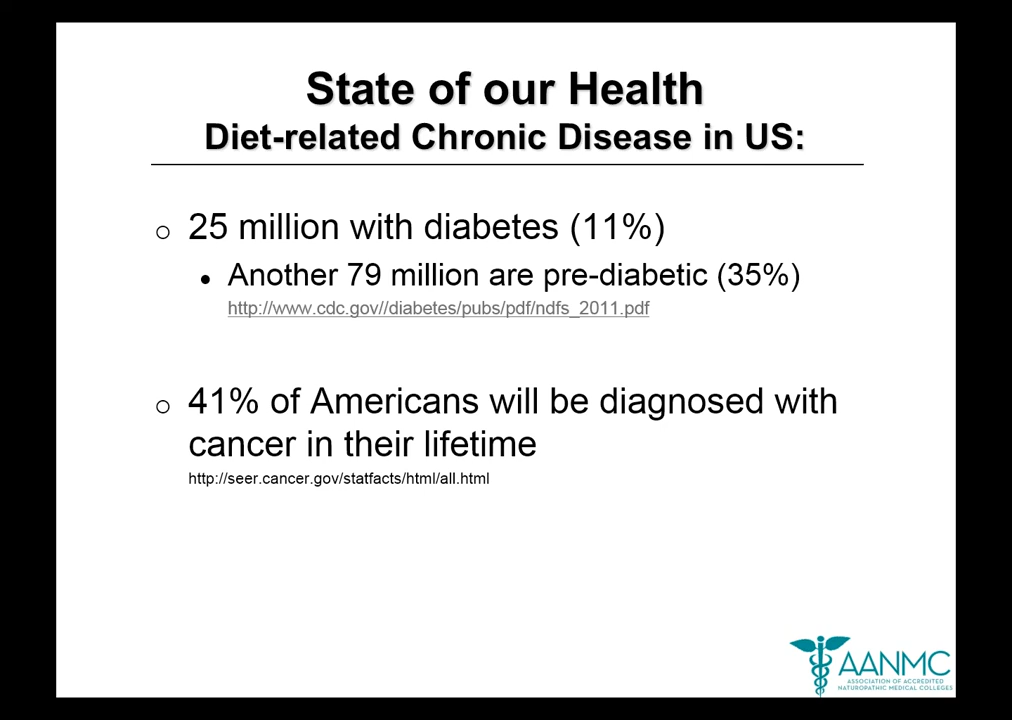 State of our Health
Diet-related Chronic Disease in US:
25 million with diabetes (11%)
Another 79 million are pre-diabetic (35%)
http://www.cdc.gov//diabetes/pubs/pdf/ndfs_2011.pdf
41% of Americans will be diagnosed with
cancer in their lifetime
http://seer.cancer.gov/statfacts/html/all.html
AANMC
ASSOCIATION OF ACCREDITED
NATUROPATHIC MEDICAL COLLEGES